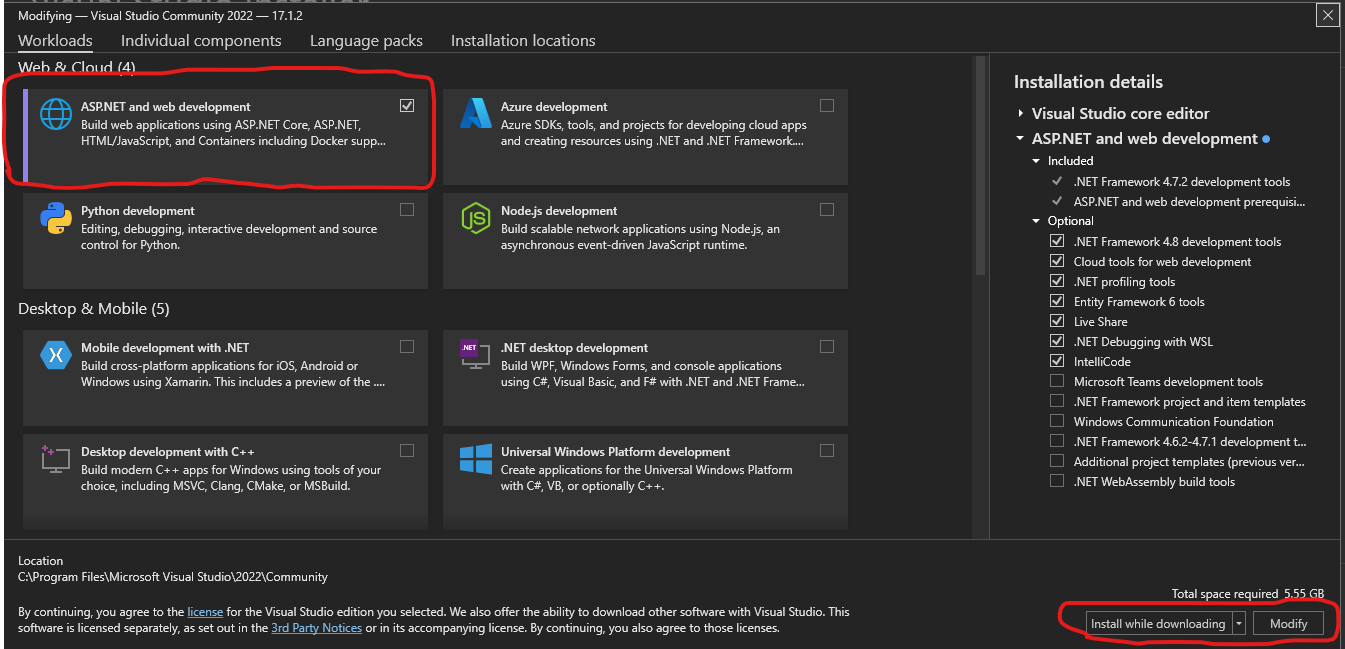 Modifying — Visual Studio Community 2022 — 17.1.2
Workloads
Individual components
Language packs
Installation locations
Web & Cloud (4)
ASP.NET and web development
Build web applications using ASP.NET Core, ASP.NET,
HTML/JavaScript, and Containers including Docker supp...
Azure development
Azure SDKs, tools, and projects for developing cloud apps
and creating resources using .NET and .NET Framework....
Python development
Editing, debugging, interactive development and source
control for Python.
JS
Node.js development
Build scalable network applications using Node.js, an
asynchronous event-driven JavaScript runtime.
Desktop & Mobile (5)
Mobile development with .NET
Build cross-platform applications for iOS, Android or
Windows using Xamarin. This includes a preview of the ....
.NET
.NET desktop development
Build WPF, Windows Forms, and console applications
using C#, Visual Basic, and F# with .NET and .NET Frame...
Desktop development with C++
Build modern C++ apps for Windows using tools of your
choice, including MSVC, Clang, CMake, or MSBuild.
Universal Windows Platform development
Create applications for the Universal Windows Platform
with C#, VB, or optionally C++.
Installation details
Visual Studio core editor
ASP.NET and web development
Included
.NET Framework 4.7.2 development tools
ASP.NET and web development prerequisi...
Optional
.NET Framework 4.8 development tools
Cloud tools for web development
.NET profiling tools
Entity Framework 6 tools
Live Share
.NET Debugging with WSL
IntelliCode
Microsoft Teams development tools
.NET Framework project and item templates
Windows Communication Foundation
.NET Framework 4.6.2-4.7.1 development t...
Additional project templates (previous ver...
.NET WebAssembly build tools
Location
C:\Program Files\Microsoft Visual Studio\2022\Community
By continuing, you agree to the license for the Visual Studio edition you selected. We also offer the ability to download other software with Visual Studio. This
software is licensed separately, as set out in the 3rd Party Notices or in its accompanying license. By continuing, you also agree to those licenses.
Total space required 5.55 GB
Install while downloading
Modify